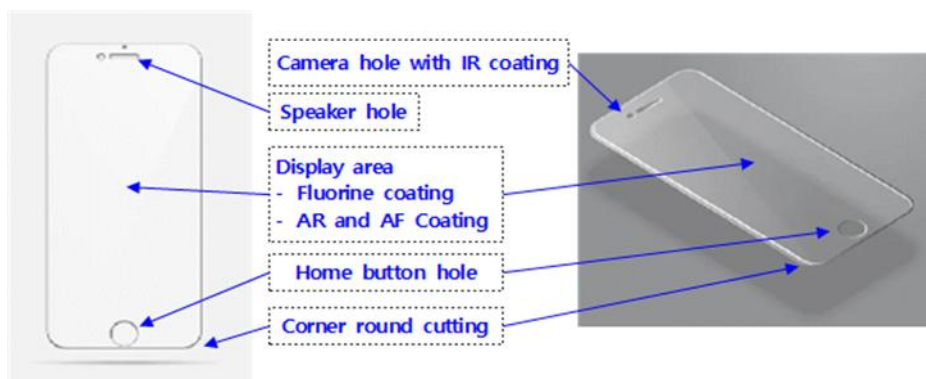 Camera hole with IR coating
Speaker hole
Display area
- Fluorine coating
- AR and AF Coating
Home button hole
Corner round cutting